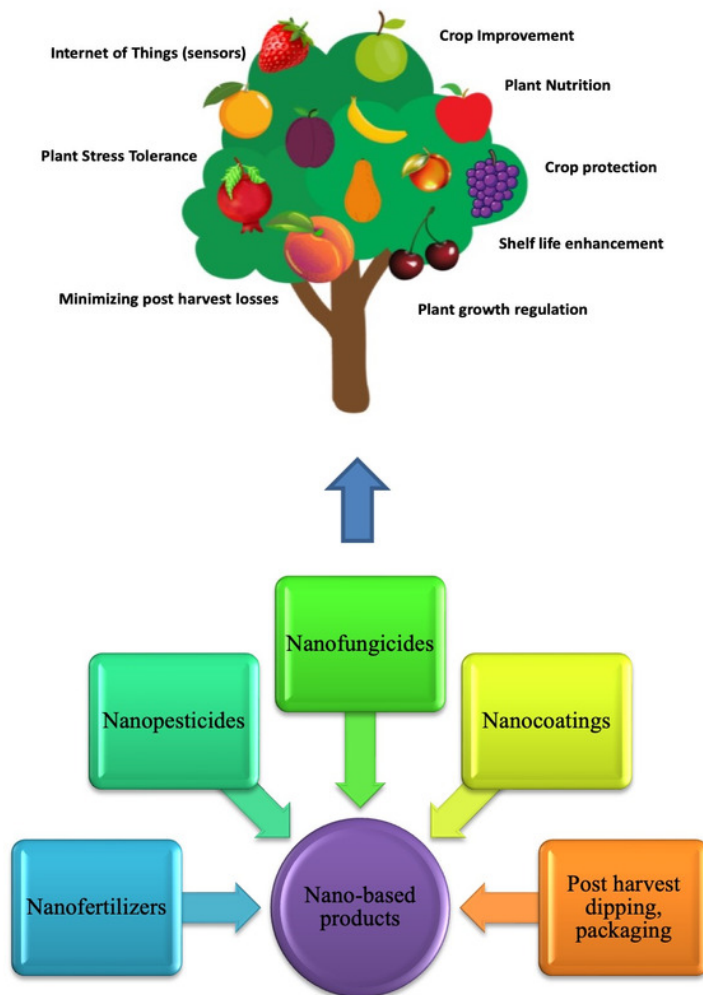 Internet of Things (sensors)
Crop Improvement
Plant Nutrition
Plant Stress Tolerance
Crop protection
Shelf life enhancement
Minimizing post harvest losses
Plant growth regulation
Nanofungicides
Nanopesticides
Nanocoatings
Nanofertilizers
Nano-based
products
Post harvest
dipping,
packaging